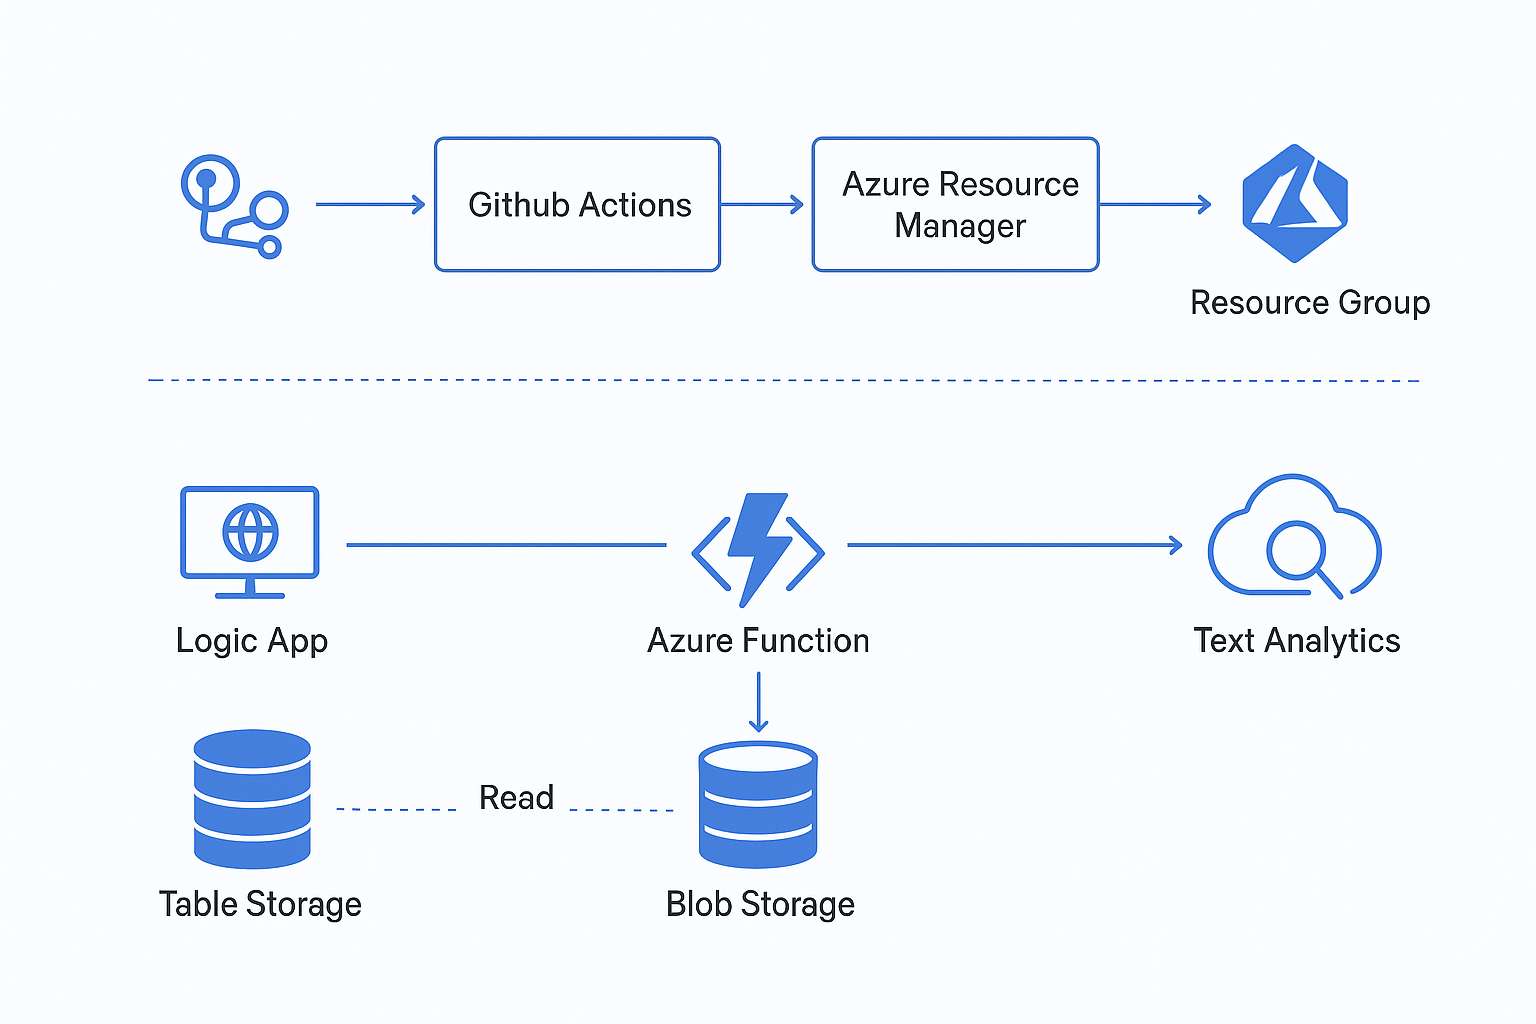 Github Actions
Azure Resource
Manager
Resource Group
Logic App
Azure Function
Text Analytics
Read
Table Storage
Blob Storage